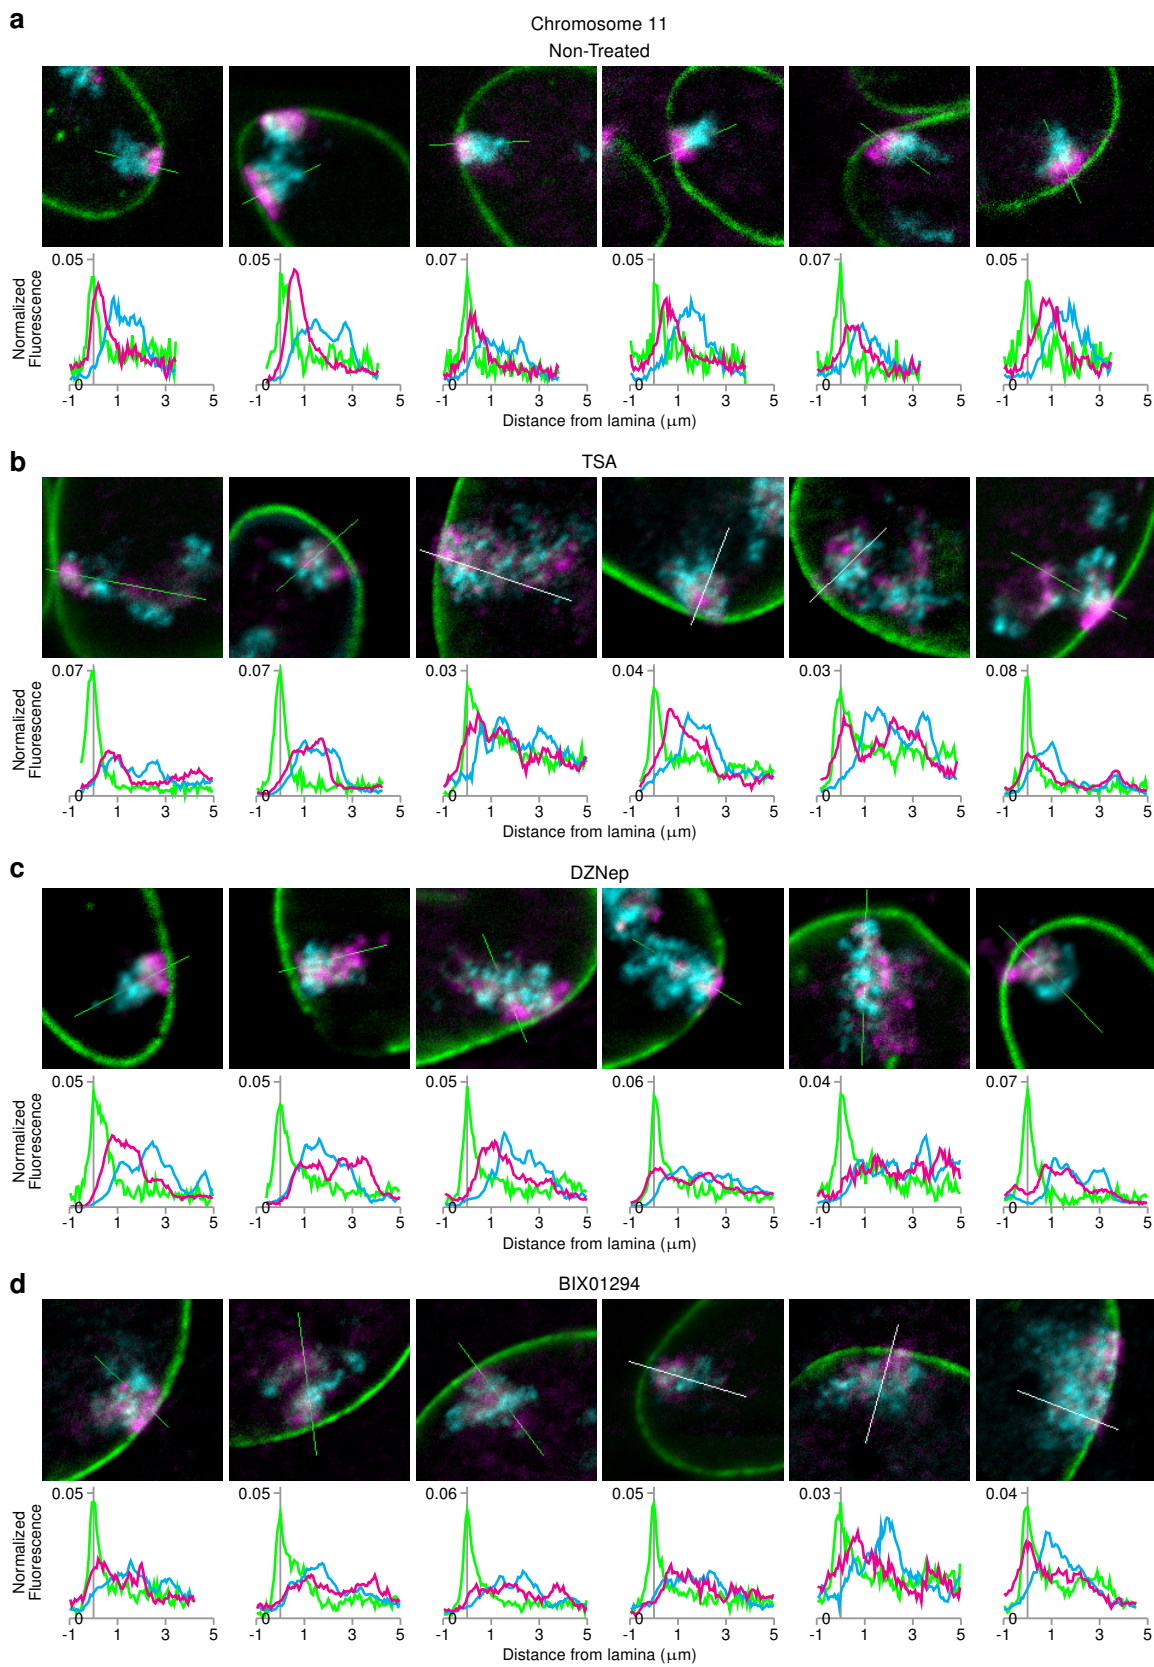 a
Chromosome 11
Non-Treated
Normalized
Fluorescence
0.05 0.05 0.07 0.05 0.07 0.05
0 0 0 0 0 0
-1 1 3 5 -1 1 3 5 -1 1 3 5 -1 1 3 5 -1 1 3 5 -1 1 3 5
Distance from lamina (μm)
b
TSA
Normalized
Fluorescence
0.07 0.07 0.03 0.04 0.03 0.08
0 0 0 0 0 0
-1 1 3 5 -1 1 3 5 -1 1 3 5 -1 1 3 5 -1 1 3 5 -1 1 3 5
Distance from lamina (μm)
c
DZNep
Normalized
Fluorescence
0.05 0.05 0.05 0.06 0.04 0.07
0 0 0 0 0 0
-1 1 3 5 -1 1 3 5 -1 1 3 5 -1 1 3 5 -1 1 3 5 -1 1 3 5
Distance from lamina (μm)
d
BIX01294
Normalized
Fluorescence
0.05 0.05 0.06 0.05 0.03 0.04
0 0 0 0 0 0
-1 1 3 5 -1 1 3 5 -1 1 3 5 -1 1 3 5 -1 1 3 5 -1 1 3 5
Distance from lamina (μm)